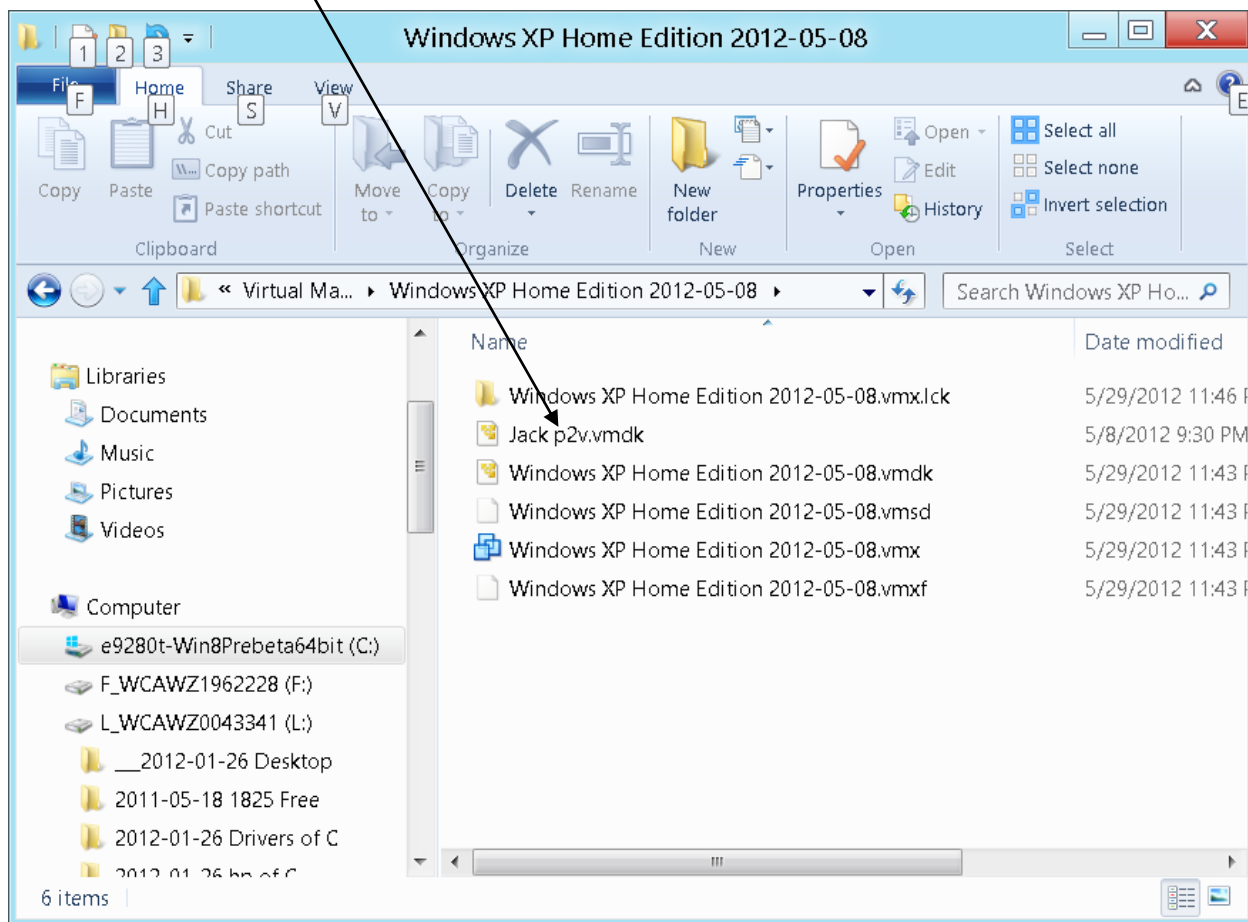 Windows XP Home Edition 2012-05-08
1 2 3
File Home Share View
F H S V E
Cut
Copy path
Paste shortcut
Copy Paste
Move to
Copy to
Delete Rename
New folder
Properties
Open
Edit
History
Select all
Select none
Invert selection
Clipboard Organize New Open Select
« Virtual Ma... Windows XP Home Edition 2012-05-08
Search Windows XP Ho...
Name Date modified
Libraries
Documents
Music
Pictures
Videos
Computer
e9280t-Win8Prebeta64bit (C:)
F_WCAWZ1962228 (F:)
L_WCAWZ0043341 (L:)
__2012-01-26 Desktop
2011-05-18 1825 Free
2012-01-26 Drivers of C
2012-01-26 hp of C
Windows XP Home Edition 2012-05-08.vmx.lck 5/29/2012 11:46
Jack p2v.vmdk 5/8/2012 9:30 PM
Windows XP Home Edition 2012-05-08.vmdk 5/29/2012 11:43
Windows XP Home Edition 2012-05-08.vmsd 5/29/2012 11:43
Windows XP Home Edition 2012-05-08.vmx 5/29/2012 11:43
Windows XP Home Edition 2012-05-08.vmxf 5/29/2012 11:43
6 items